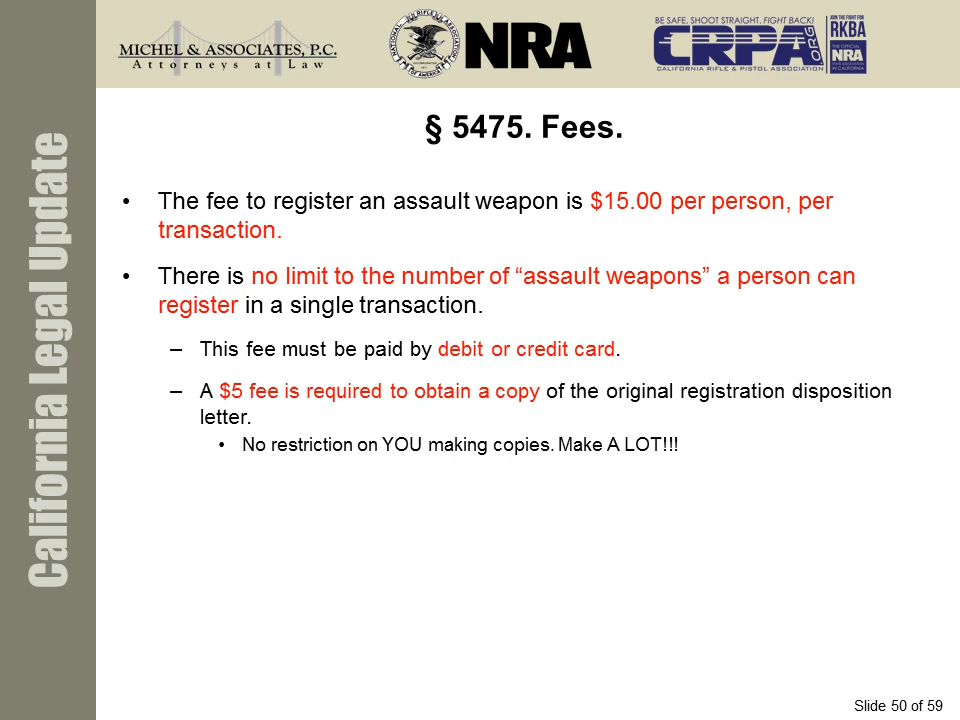 MICHEL & ASSOCIATES, P.C.
Attorneys at Law
NATIONAL RIFLE ASSOCIATION
OF AMERICA
NRA
BE SAFE. SHOOT STRAIGHT. FIGHT BACK!
CRPA.ORG
CALIFORNIA RIFLE & PISTOL ASSOCIATION
JOIN THE FIGHT FOR
RKBA
THE OFFICIAL
NRA
STATE ASSOCIATION
IN CALIFORNIA
California Legal Update
§ 5475. Fees.
• The fee to register an assault weapon is $15.00 per person, per
transaction.
• There is no limit to the number of “assault weapons” a person can
register in a single transaction.
– This fee must be paid by debit or credit card.
– A $5 fee is required to obtain a copy of the original registration disposition
letter.
• No restriction on YOU making copies. Make A LOT!!!
Slide 50 of 59